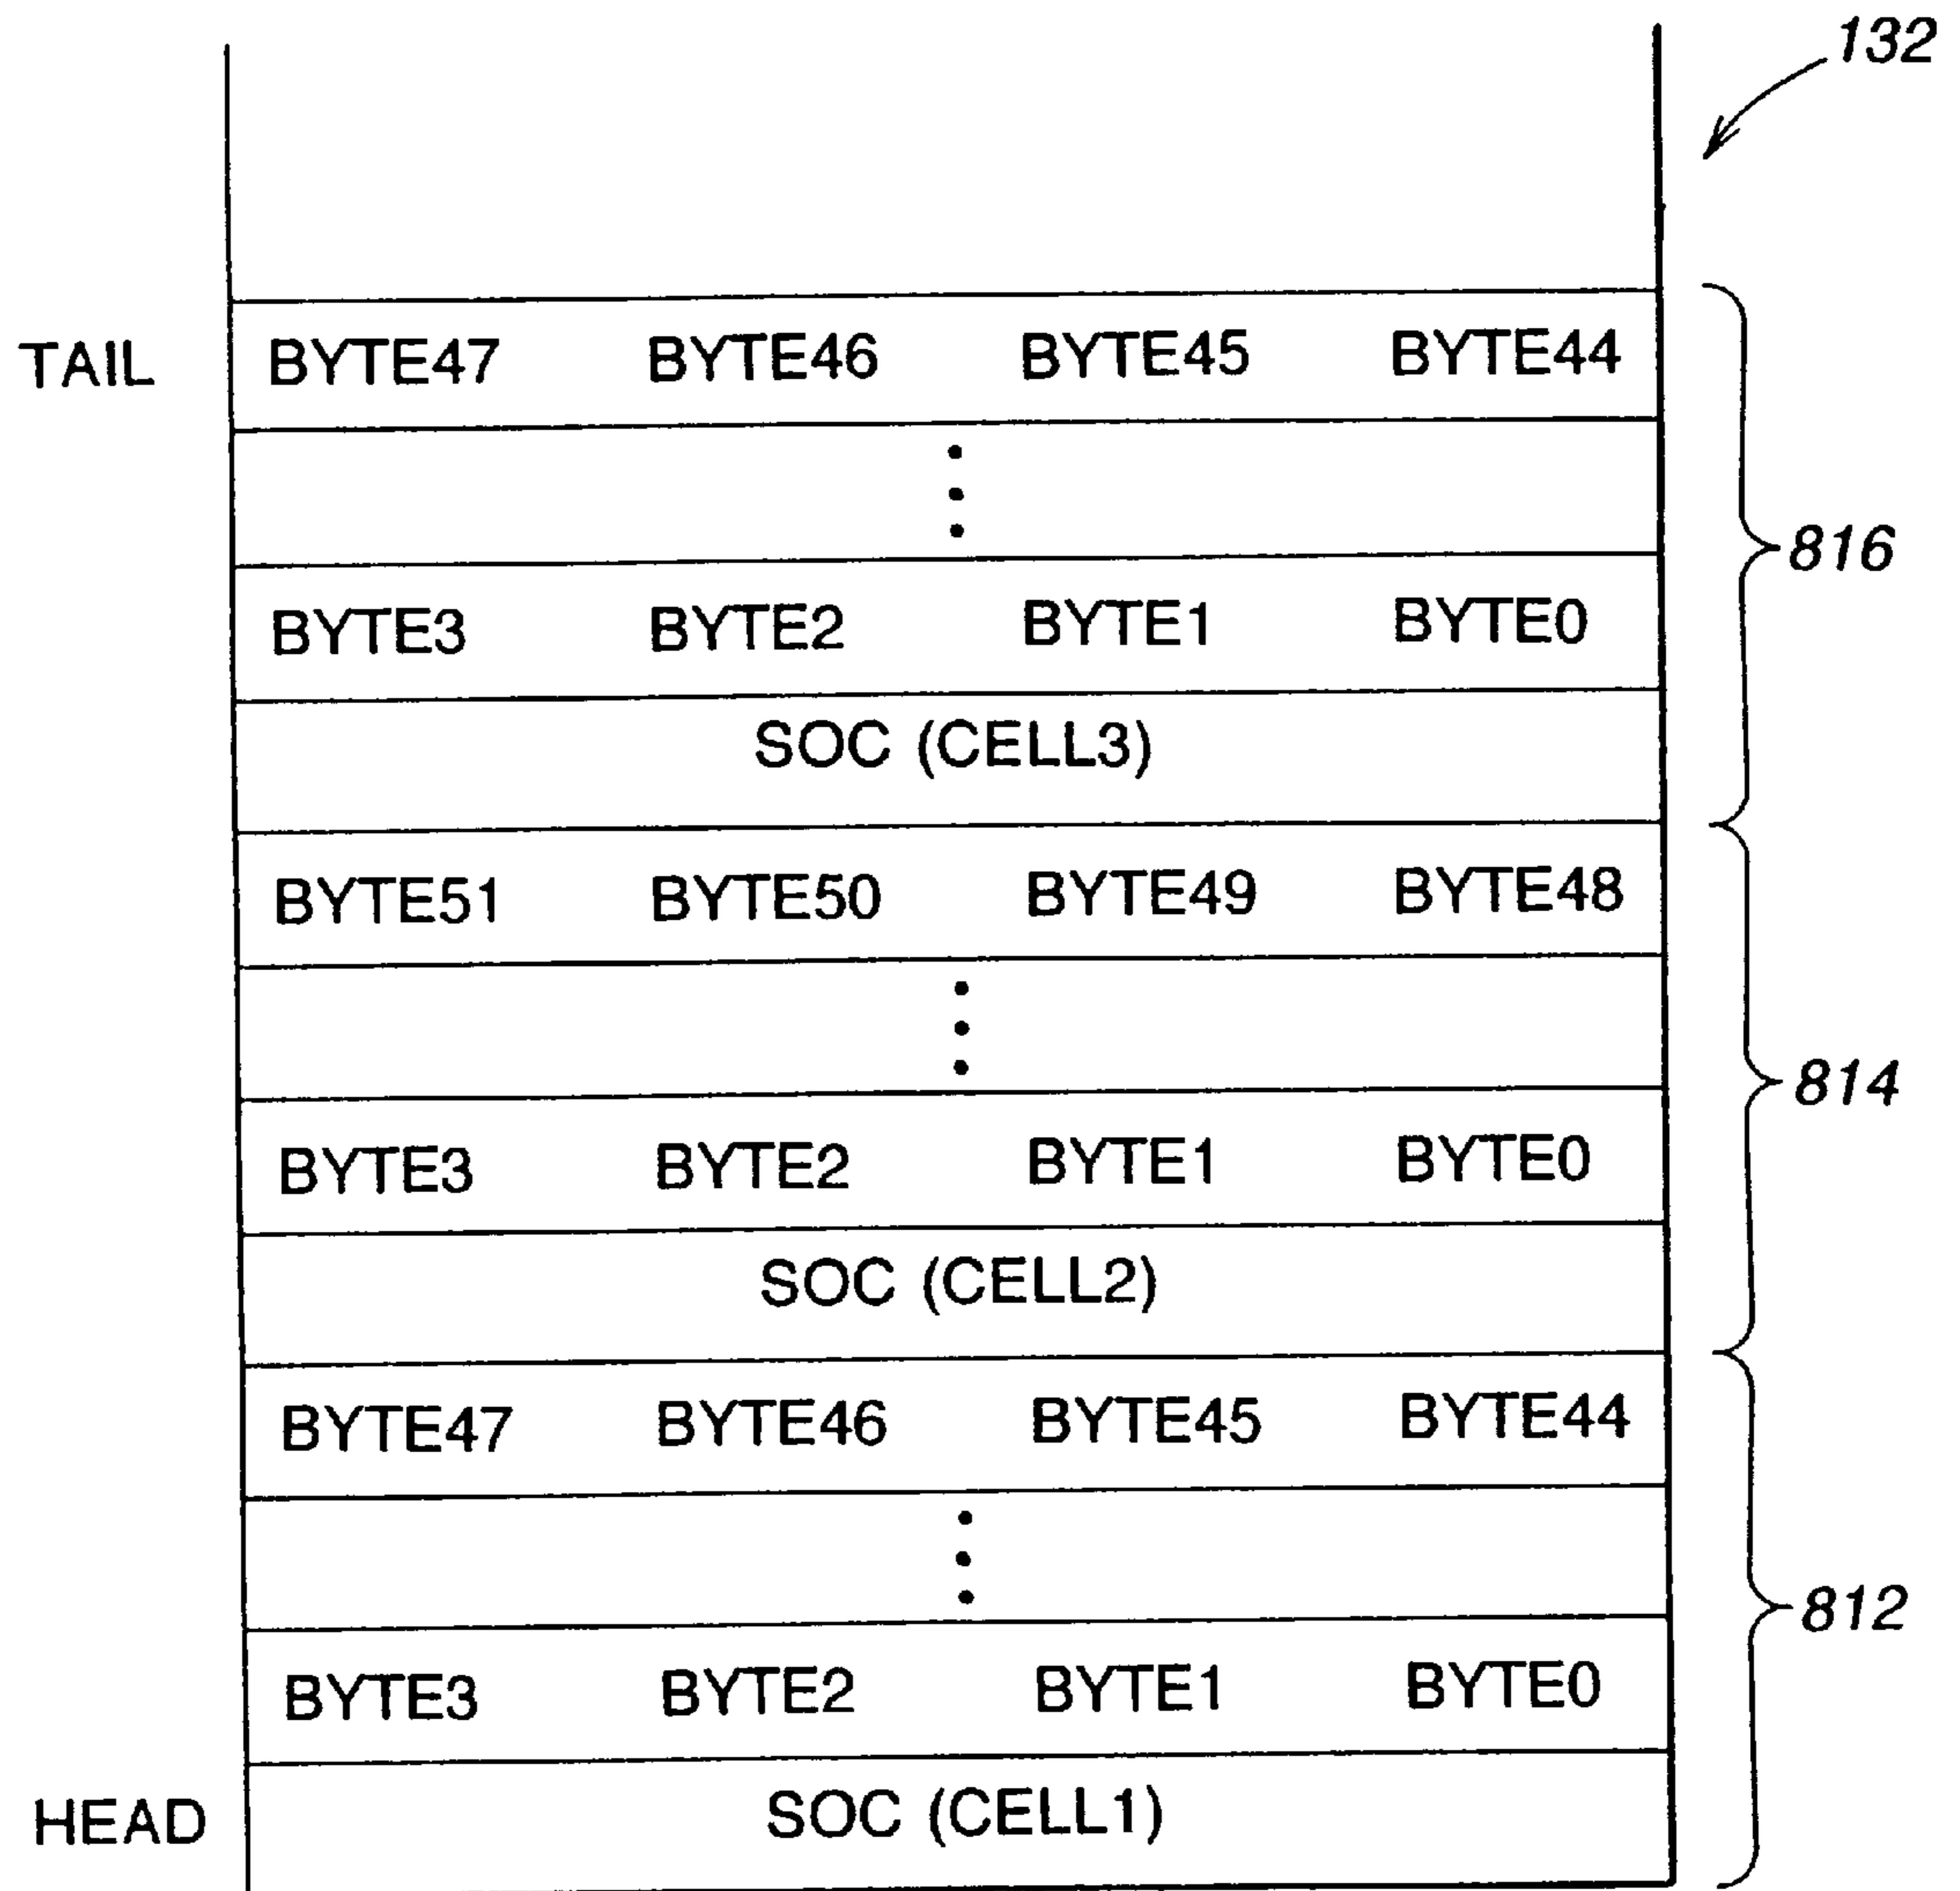 132
TAIL BYTE47 BYTE46 BYTE45 BYTE44
816
BYTE3 BYTE2 BYTE1 BYTE0
SOC (CELL3)
BYTE51 BYTE50 BYTE49 BYTE48
814
BYTE3 BYTE2 BYTE1 BYTE0
SOC (CELL2)
BYTE47 BYTE46 BYTE45 BYTE44
812
BYTE3 BYTE2 BYTE1 BYTE0
HEAD SOC (CELL1)